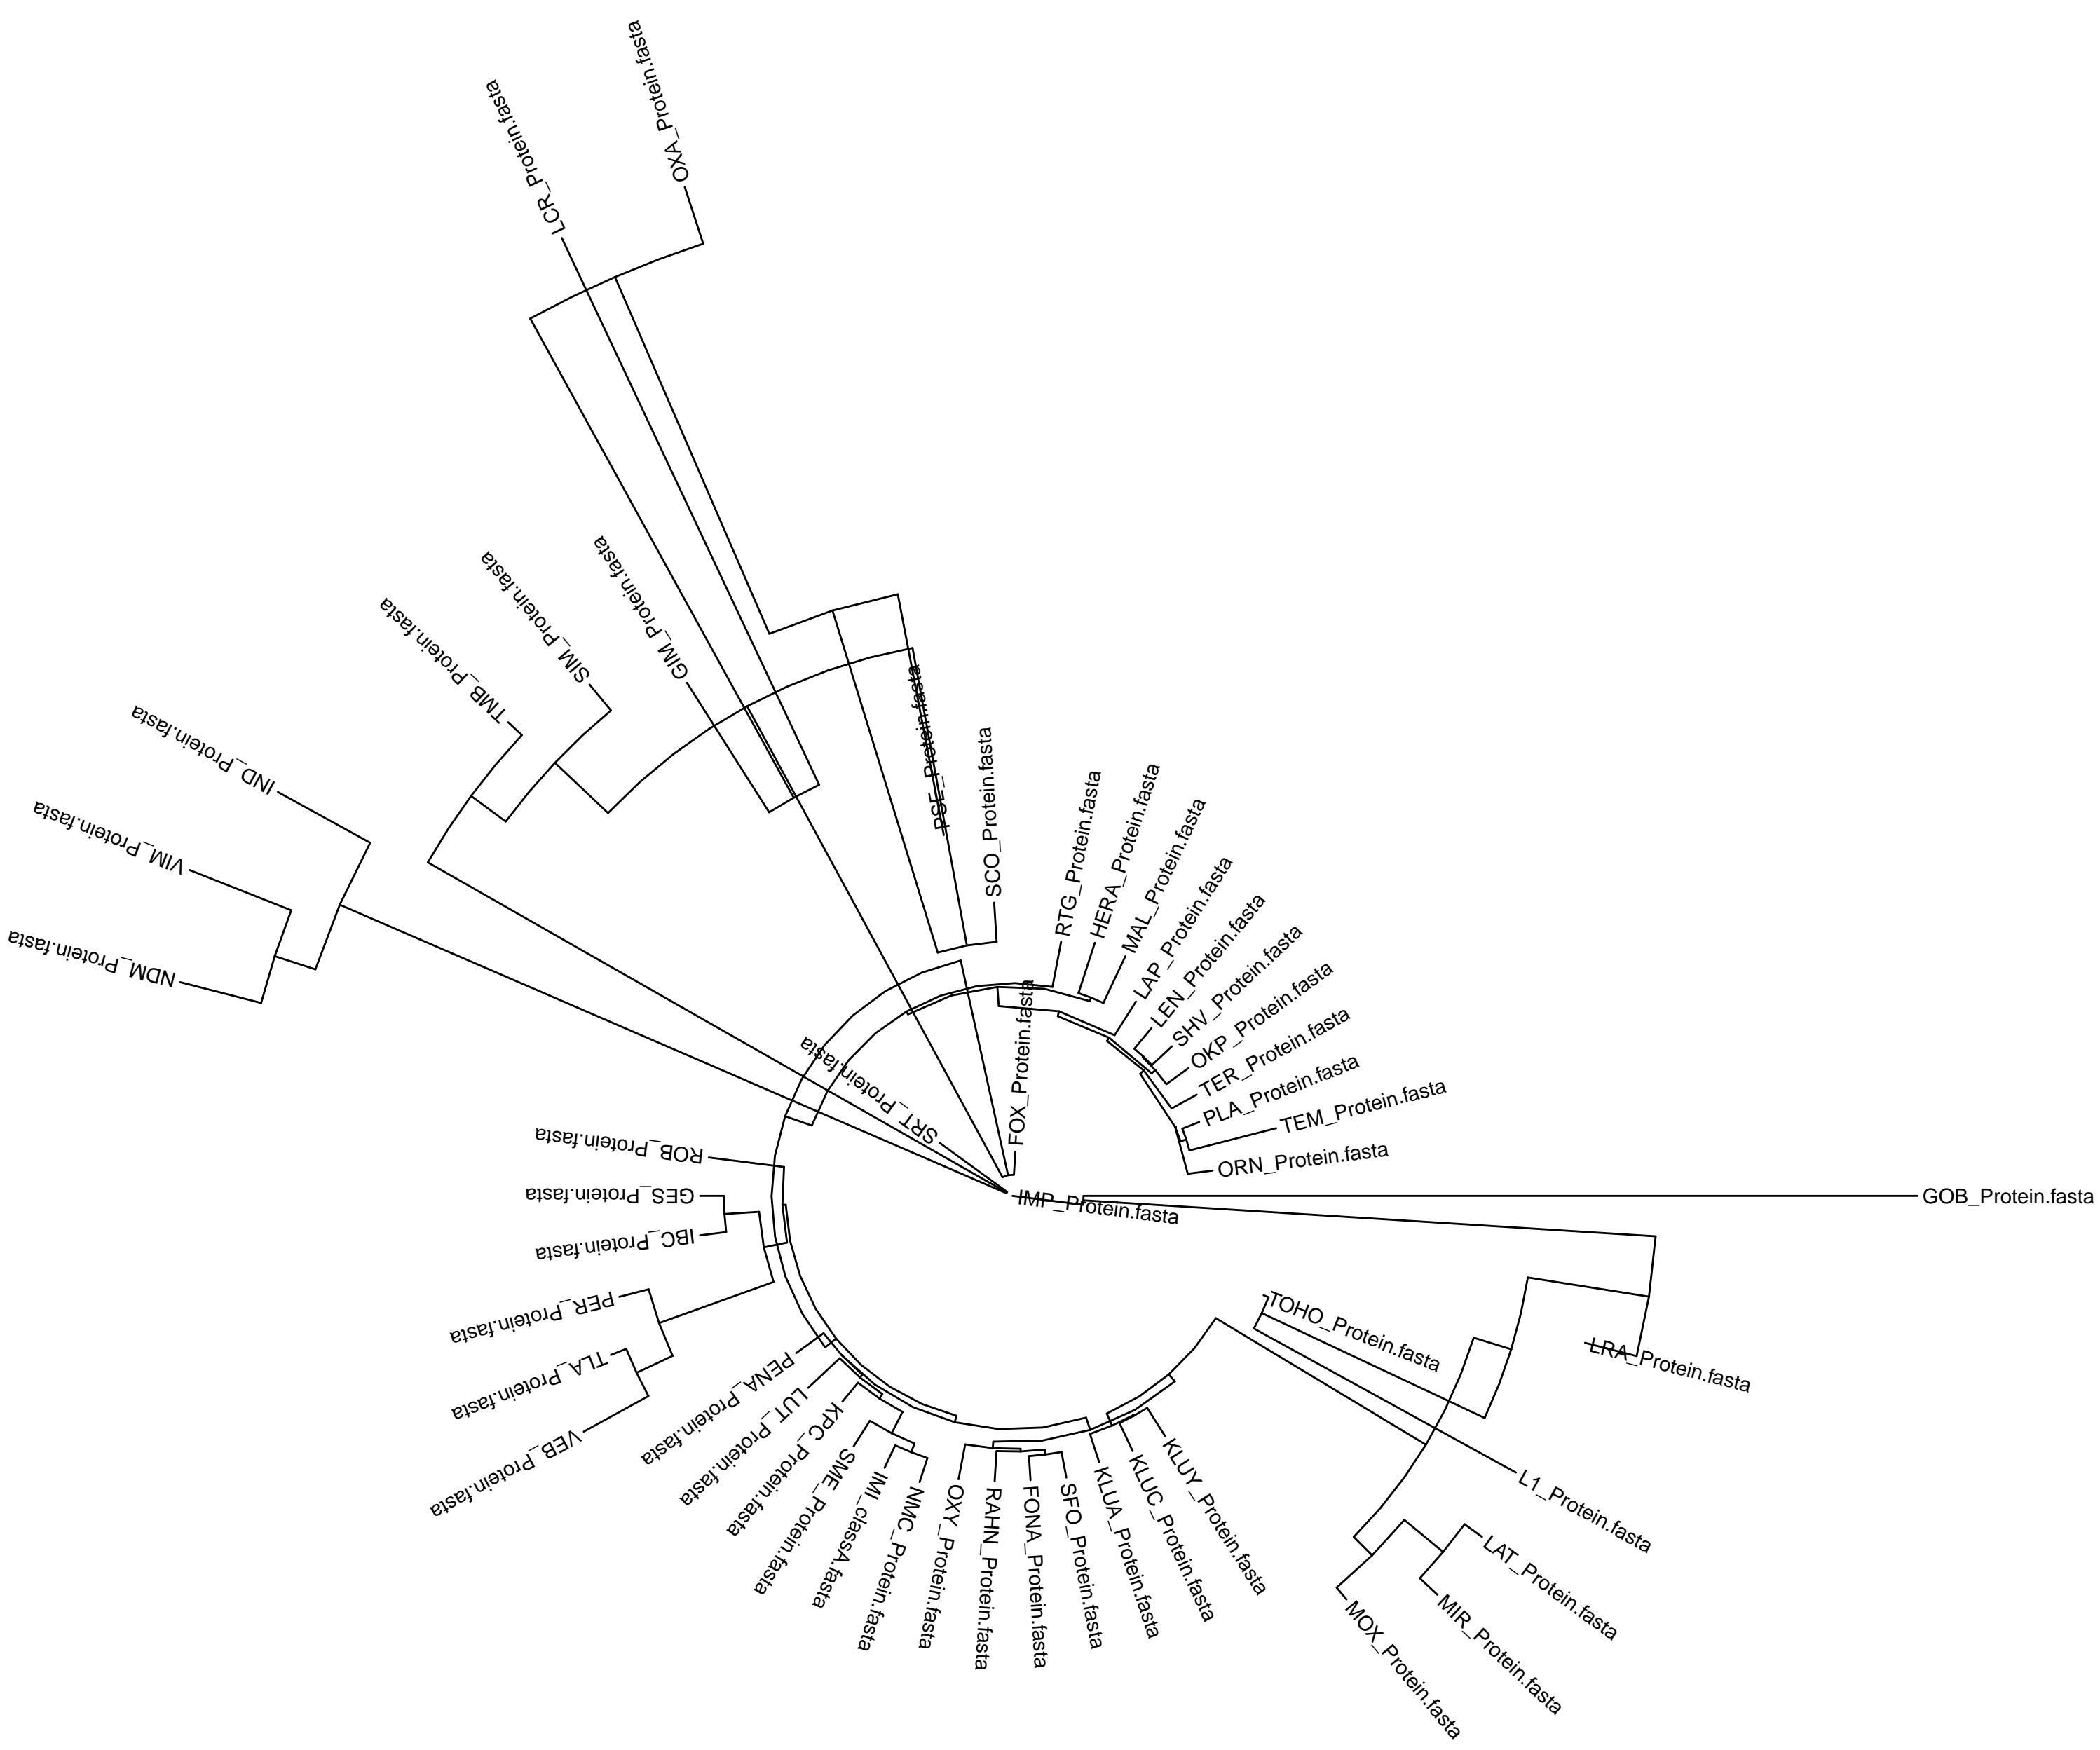 OXA_Protein.fasta
LCR_Protein.fasta
GIM_Protein.fasta
SIM_Protein.fasta
TMB_Protein.fasta
IND_Protein.fasta
VIM_Protein.fasta
NDM_Protein.fasta
PSE_Protein.fasta
SCO_Protein.fasta
RTG_Protein.fasta
HERA_Protein.fasta
MAL_Protein.fasta
LAP_Protein.fasta
LEN_Protein.fasta
SHV_Protein.fasta
OKP_Protein.fasta
TER_Protein.fasta
PLA_Protein.fasta
TEM_Protein.fasta
ORN_Protein.fasta
FOX_Protein.fasta
SRT_Protein.fasta
IMP_Protein.fasta
GOB_Protein.fasta
ROB_Protein.fasta
GES_Protein.fasta
IBC_Protein.fasta
PER_Protein.fasta
TLA_Protein.fasta
VEB_Protein.fasta
PENA_Protein.fasta
LUT_Protein.fasta
KPC_Protein.fasta
SME_Protein.fasta
IMI_classA.fasta
NMC_Protein.fasta
OXY_Protein.fasta
RAHN_Protein.fasta
FONA_Protein.fasta
SFO_Protein.fasta
KLUA_Protein.fasta
KLUC_Protein.fasta
KLUY_Protein.fasta
TOHO_Protein.fasta
LRA_Protein.fasta
L1_Protein.fasta
LAT_Protein.fasta
MIR_Protein.fasta
MOX_Protein.fasta